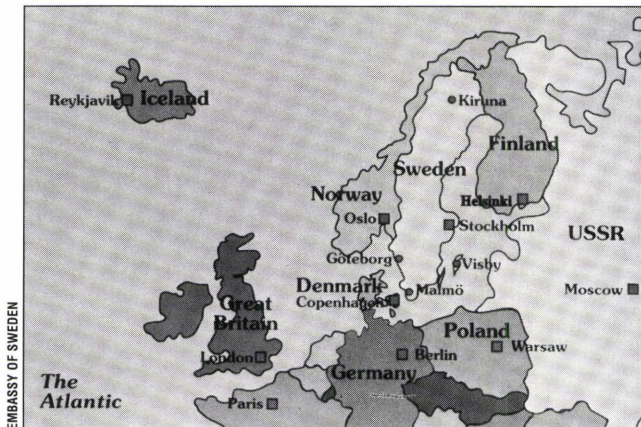 Reykjavik
Iceland
Kiruna
Finland
Sweden
Norway
Helsinki
Oslo
Stockholm
USSR
Göteborg
Visby
Denmark
Malmö
Moscow
Copenhagen
Great
Britain
Poland
London
Berlin
Warsaw
Germany
The
Atlantic
Paris
EMBASSY OF SWEDEN